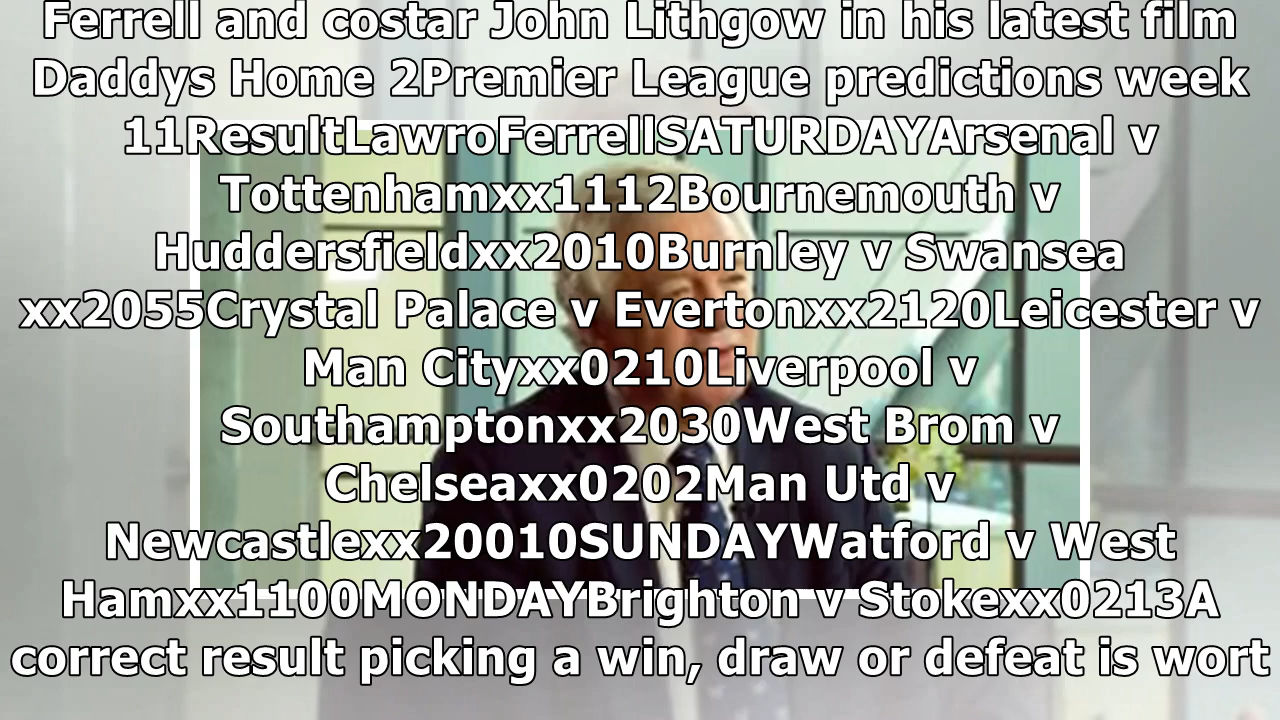 Ferrell and costar John Lithgow in his latest film
Daddys Home 2Premier League predictions week
11ResultLawroFerrellSATURDAYArsenal v
Tottenhamxx1112Bournemouth v
Huddersfieldxx2010Burnley v Swansea
xx2055Crystal Palace v Evertonxx2120Leicester v
Man Cityxx0210Liverpool v
Southamptonxx2030West Brom v
Chelseaxx0202Man Utd v
Newcastlexx20010SUNDAYWatford v West
Hamxx1100MONDAYBrighton v Stokexx0213A
correct result picking a win, draw or defeat is wort